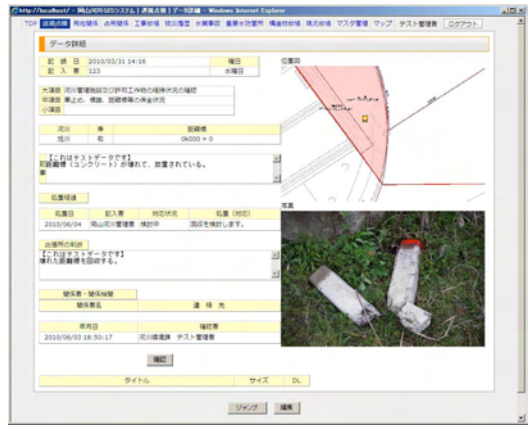 http://localhost/ - 岡山河川GISシステム | 巡視点検 | データ詳細 - Windows Internet Explorer
TOP 巡視点検 用地関係 占用関係 工事台帳 被災履歴 水質事故 重要水防箇所 構造物台帳 現況台帳 マスタ管理 マップ テスト管理者 ログアウト
データ詳細
記録日 2010/03/31 14:16 曜日
記入者 123 水曜日
大項目 河川管理施設及び許可工作物の維持状況の確認
中項目 車止め、標識、距離標等の保全状況
小項目
河川 岸 距離標
旭川 右 0k000 + 0
記事
【これはテストデータです】
距離標(コンクリート)が壊れて、放置されている。
処置経過
処置日 記入者 対応状況 処置(対応)
2010/06/04 岡山河川管理者 検討中 回収を検討します。
出張所の判断
【これはテストデータです】
壊れた距離標を回収する。
関係者・関係機関
関係者名 連絡先
年月日 確認者
2010/06/03 18:50:17 河川環境課 テスト管理者
確認
タイトル サイズ DL
位置図
写真
ジャンプ 編集